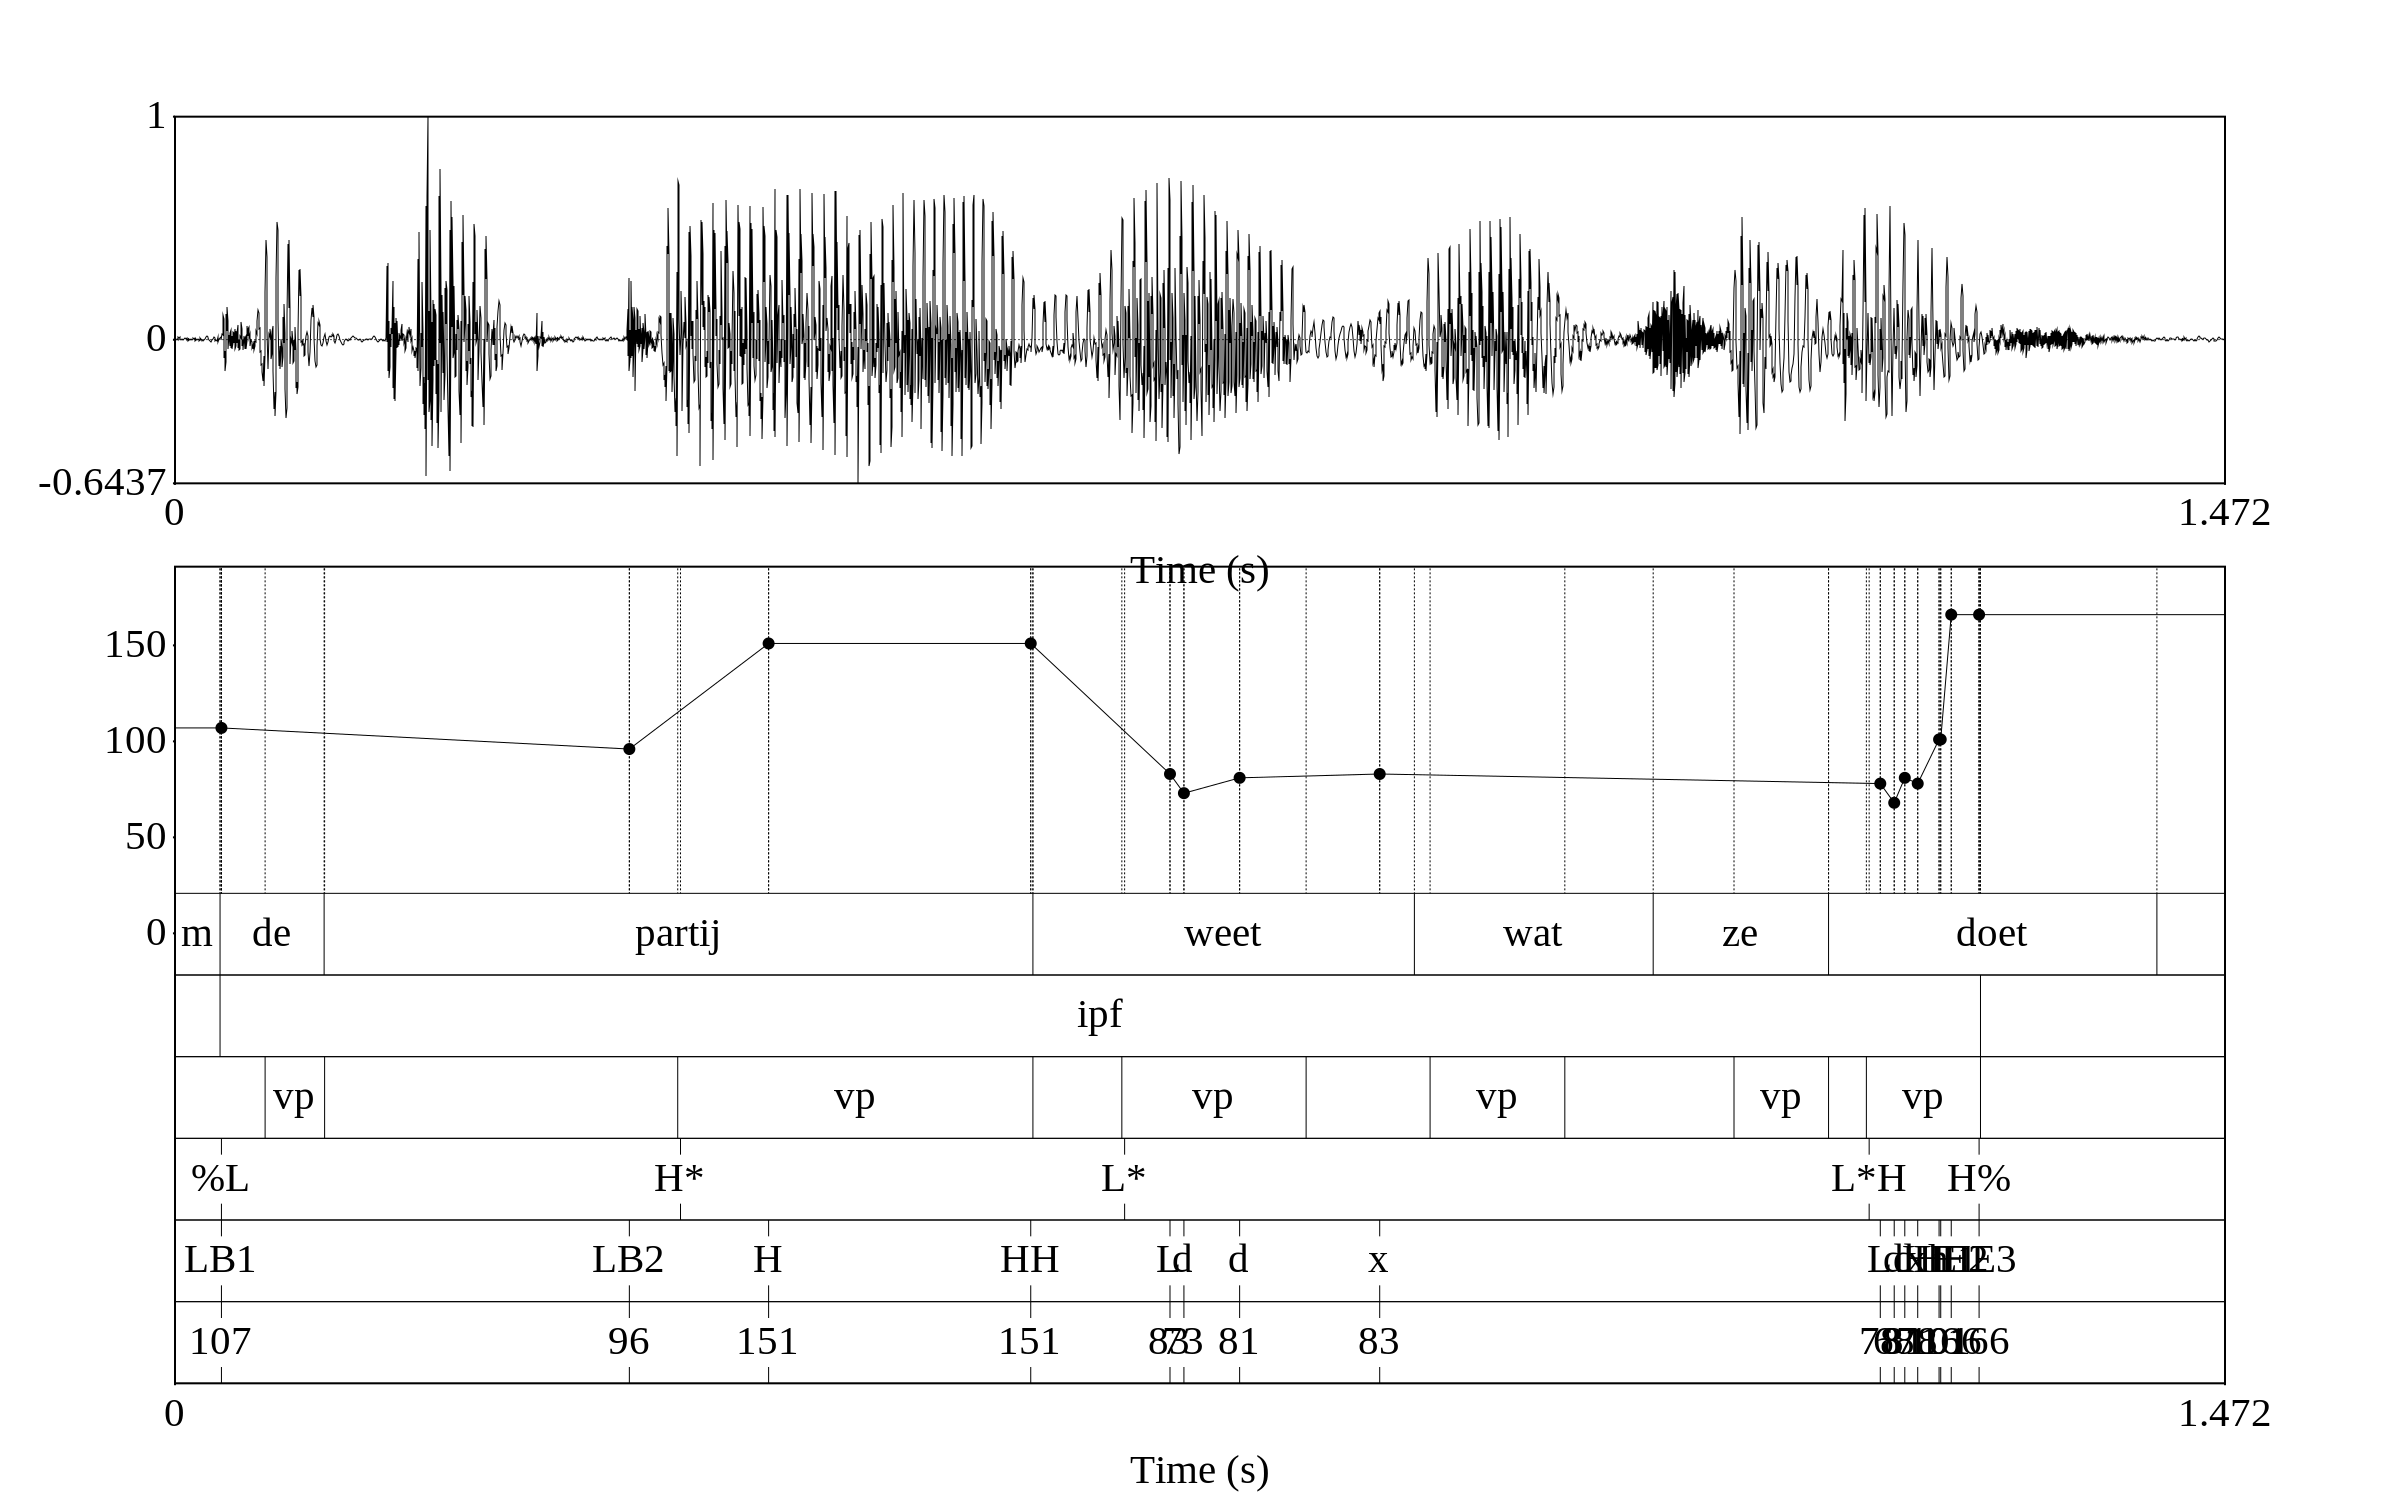 1
0
-0.6437
0 1.472
Time (s)
150
100
50
0 m de partij weet wat ze doet
ipf
vp vp vp vp vp vp
%L H* L* L*H H%
LB1 LB2 H HH L d d x
107 96 151 151 83 73 81 83
0 1.472
Time (s)